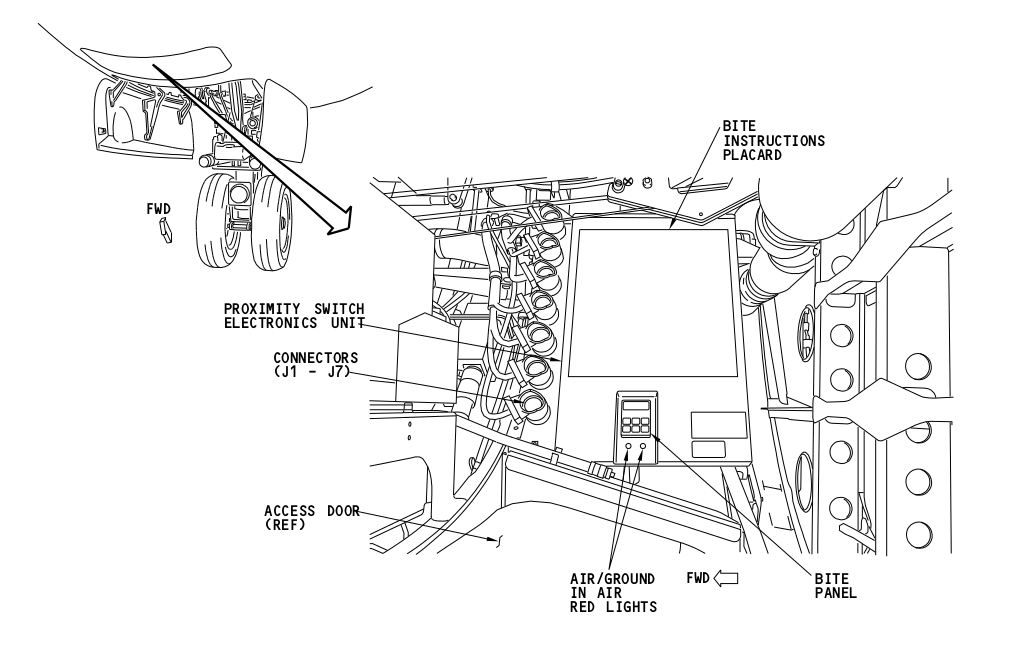 BITE
INSTRUCTIONS
PLACARD
FWD
PROXIMITY SWITCH
ELECTRONICS UNIT
CONNECTORS
(J1 - J7)
ACCESS DOOR
(REF)
AIR/GROUND
IN AIR
RED LIGHTS
FWD
BITE
PANEL